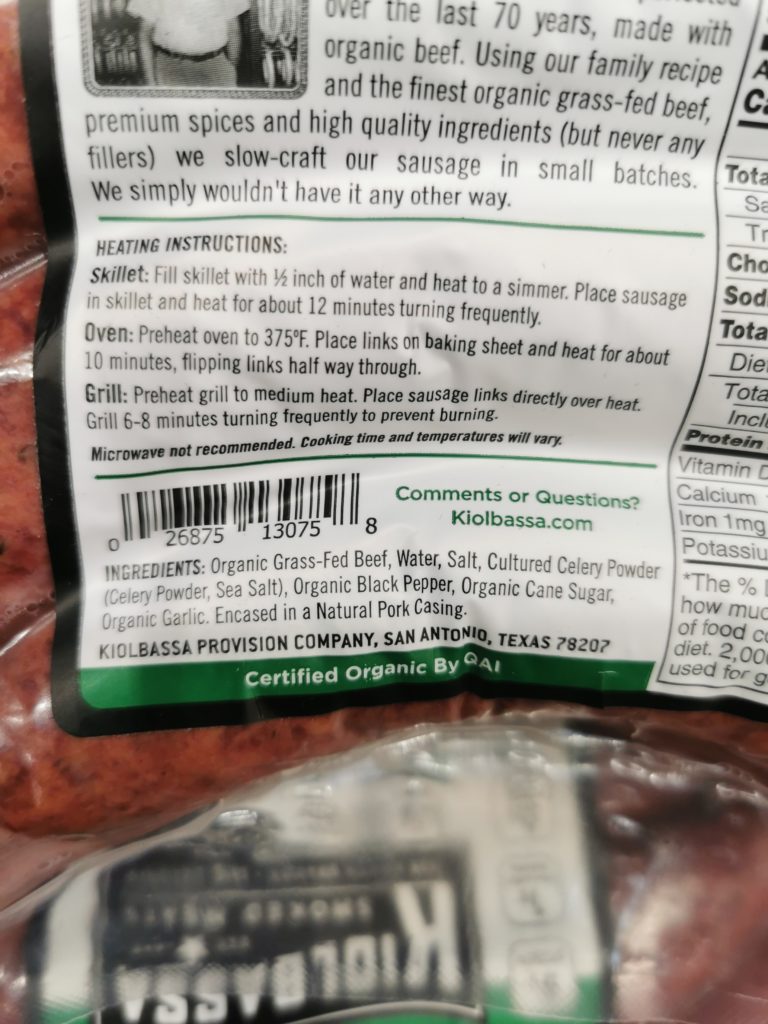 over the last 70 years, made with
organic beef. Using our family recipe
and the finest organic grass-fed beef,
premium spices and high quality ingredients (but never any
fillers) we slow-craft our sausage in small batches.
We simply wouldn't have it any other way.
HEATING INSTRUCTIONS:
Skillet: Fill skillet with ½ inch of water and heat to a simmer. Place sausage
in skillet and heat for about 12 minutes turning frequently.
Oven: Preheat oven to 375°F. Place links on baking sheet and heat for about
10 minutes, flipping links half way through.
Grill: Preheat grill to medium heat. Place sausage links directly over heat.
Grill 6-8 minutes turning frequently to prevent burning.
Microwave not recommended. Cooking time and temperatures will vary.
0 26875 13075 8
Comments or Questions?
Kiolbassa.com
INGREDIENTS: Organic Grass-Fed Beef, Water, Salt, Cultured Celery Powder
(Celery Powder, Sea Salt), Organic Black Pepper, Organic Cane Sugar,
Organic Garlic. Encased in a Natural Pork Casing.
KIOLBASSA PROVISION COMPANY, SAN ANTONIO, TEXAS 78207
Certified Organic By QAI
Tota
Sa
Tr
Cho
Sod
Tota
Die
Tota
Incl
Protein
Vitamin D
Calcium
Iron 1mg
Potassiu
*The %
how muc
of food co
diet. 2,00
used for g
SMOKED MEATS
KIOLBASSA